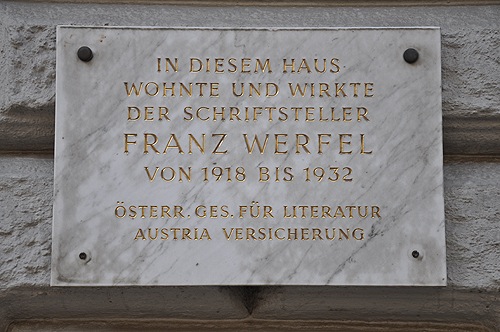 IN DIESEM HAUS
WOHNTE UND WIRKTE
DER SCHRIFTSTELLER
FRANZ WERFEL
VON 1918 BIS 1932
ÖSTERR. GES. FÜR LITERATUR
AUSTRIA VERSICHERUNG